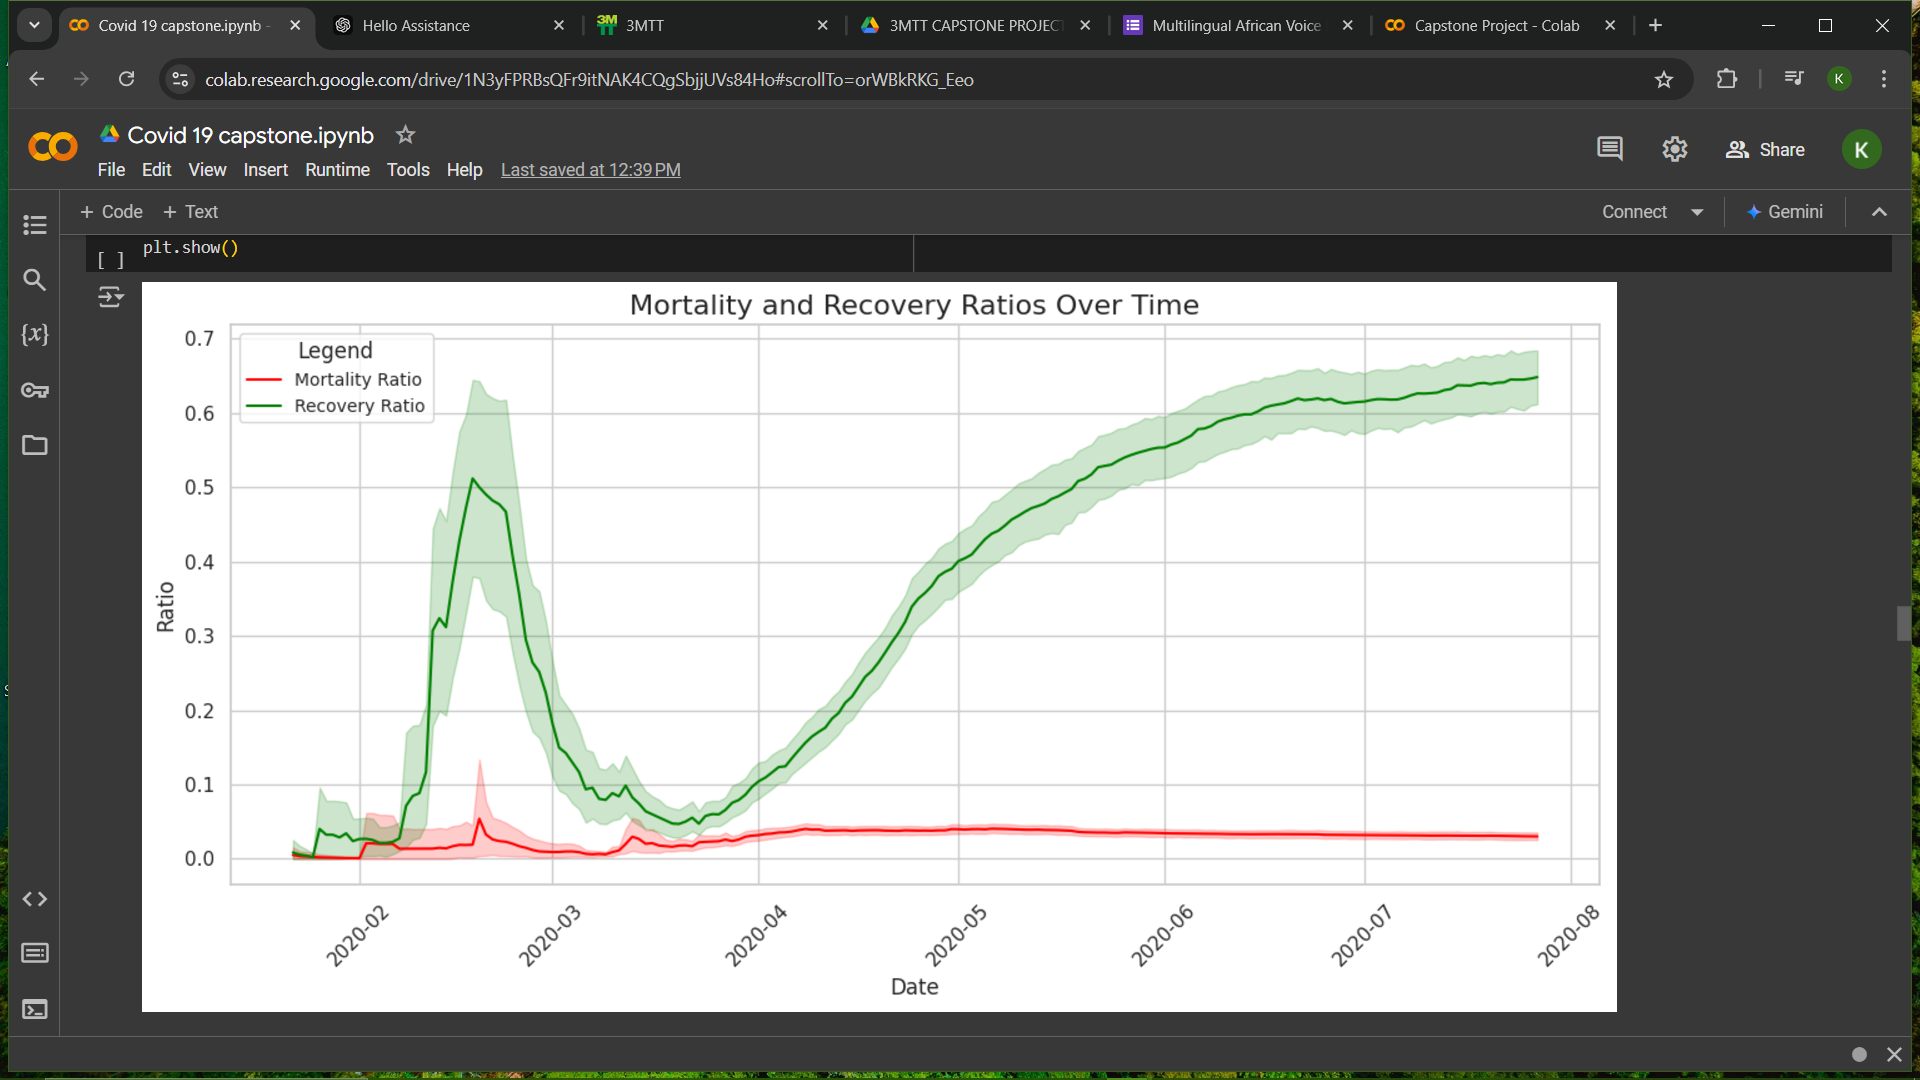 Covid 19 capstone.ipynb -
Hello Assistance
3MTT
3MTT CAPSTONE PROJECT
Multilingual African Voice
Capstone Project - Colab
colab.research.google.com/drive/1N3yFPRBsQFr9itNAK4CQgSbjjUVs84Ho#scrollTo=orWBkRKG_Eeo
K
Covid 19 capstone.ipynb
File Edit View Insert Runtime Tools Help Last saved at 12:39 PM
Share
K
+ Code + Text
Connect
Gemini
[ ]
plt.show()
{x}
Mortality and Recovery Ratios Over Time
Legend
Mortality Ratio
Recovery Ratio
0.7
0.6
0.5
0.4
0.3
0.2
0.1
0.0
Ratio
2020-02
2020-03
2020-04
2020-05
2020-06
2020-07
2020-08
Date